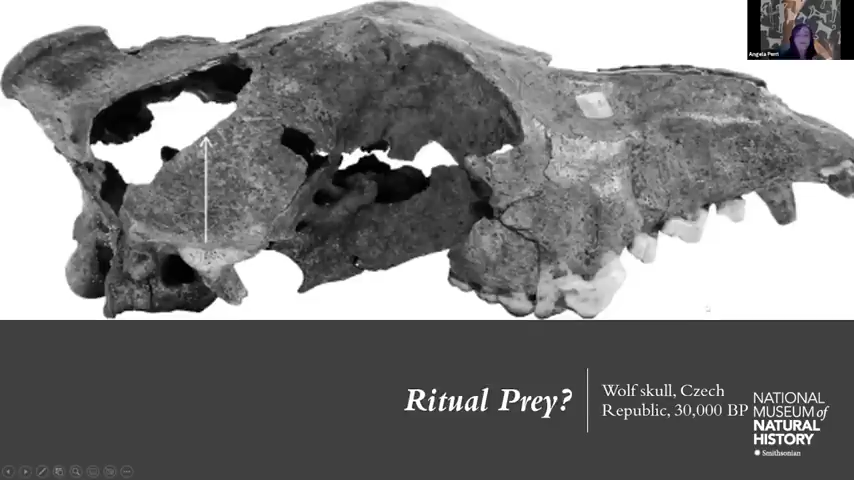 Angela Perri
Ritual Prey?
Wolf skull, Czech
Republic, 30,000 BP
NATIONAL
MUSEUM of
NATURAL
HISTORY
Smithsonian